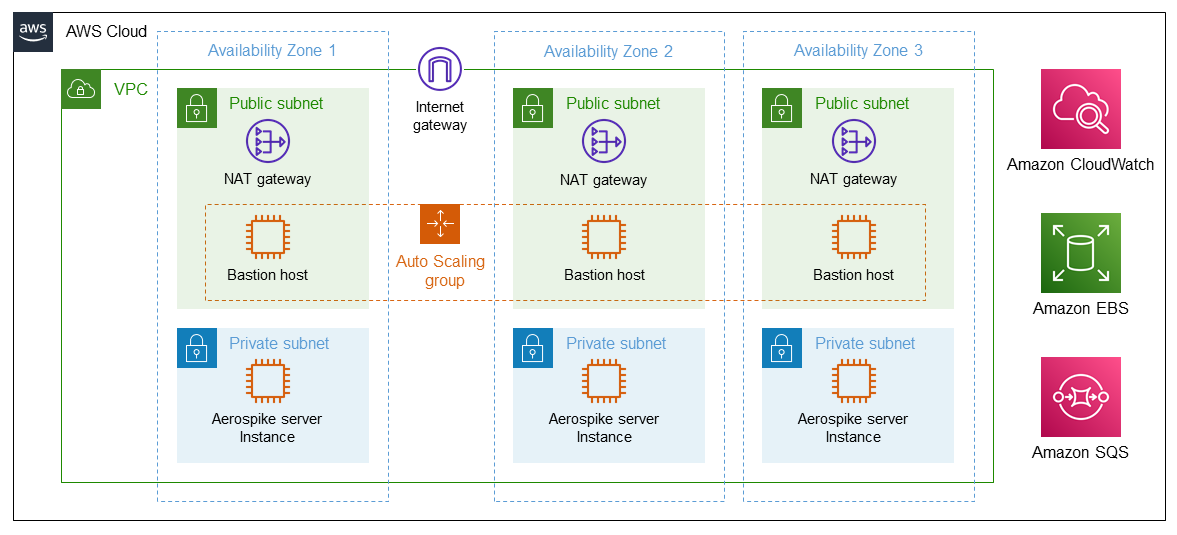 aws
AWS Cloud
Availability Zone 1
Availability Zone 2
Availability Zone 3
VPC
Internet
gateway
Public subnet
NAT gateway
Bastion host
Public subnet
NAT gateway
Bastion host
Public subnet
NAT gateway
Bastion host
Auto Scaling
group
Private subnet
Aerospike server
Instance
Private subnet
Aerospike server
Instance
Private subnet
Aerospike server
Instance
Amazon CloudWatch
Amazon EBS
Amazon SQS